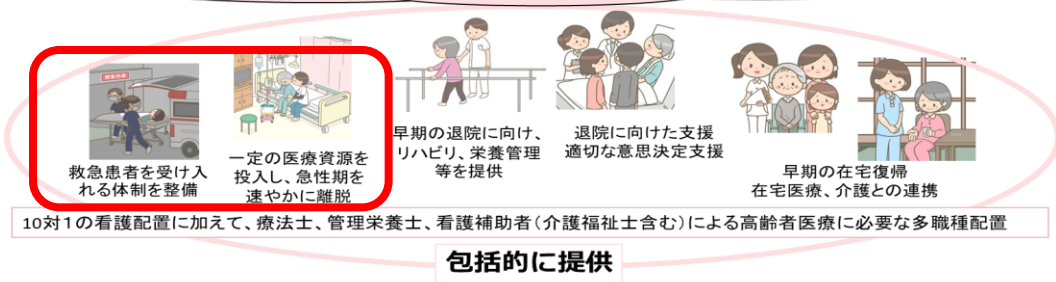 救急患者を受け入
れる体制を整備
一定の医療資源を
投入し、急性期を
速やかに離脱
早期の退院に向け、
リハビリ、栄養管理
等を提供
退院に向けた支援
適切な意思決定支援
早期の在宅復帰
在宅医療、介護との連携
10対1の看護配置に加えて、療法士、管理栄養士、看護補助者（介護福祉士含む）による高齢者医療に必要な多職種配置
包括的に提供